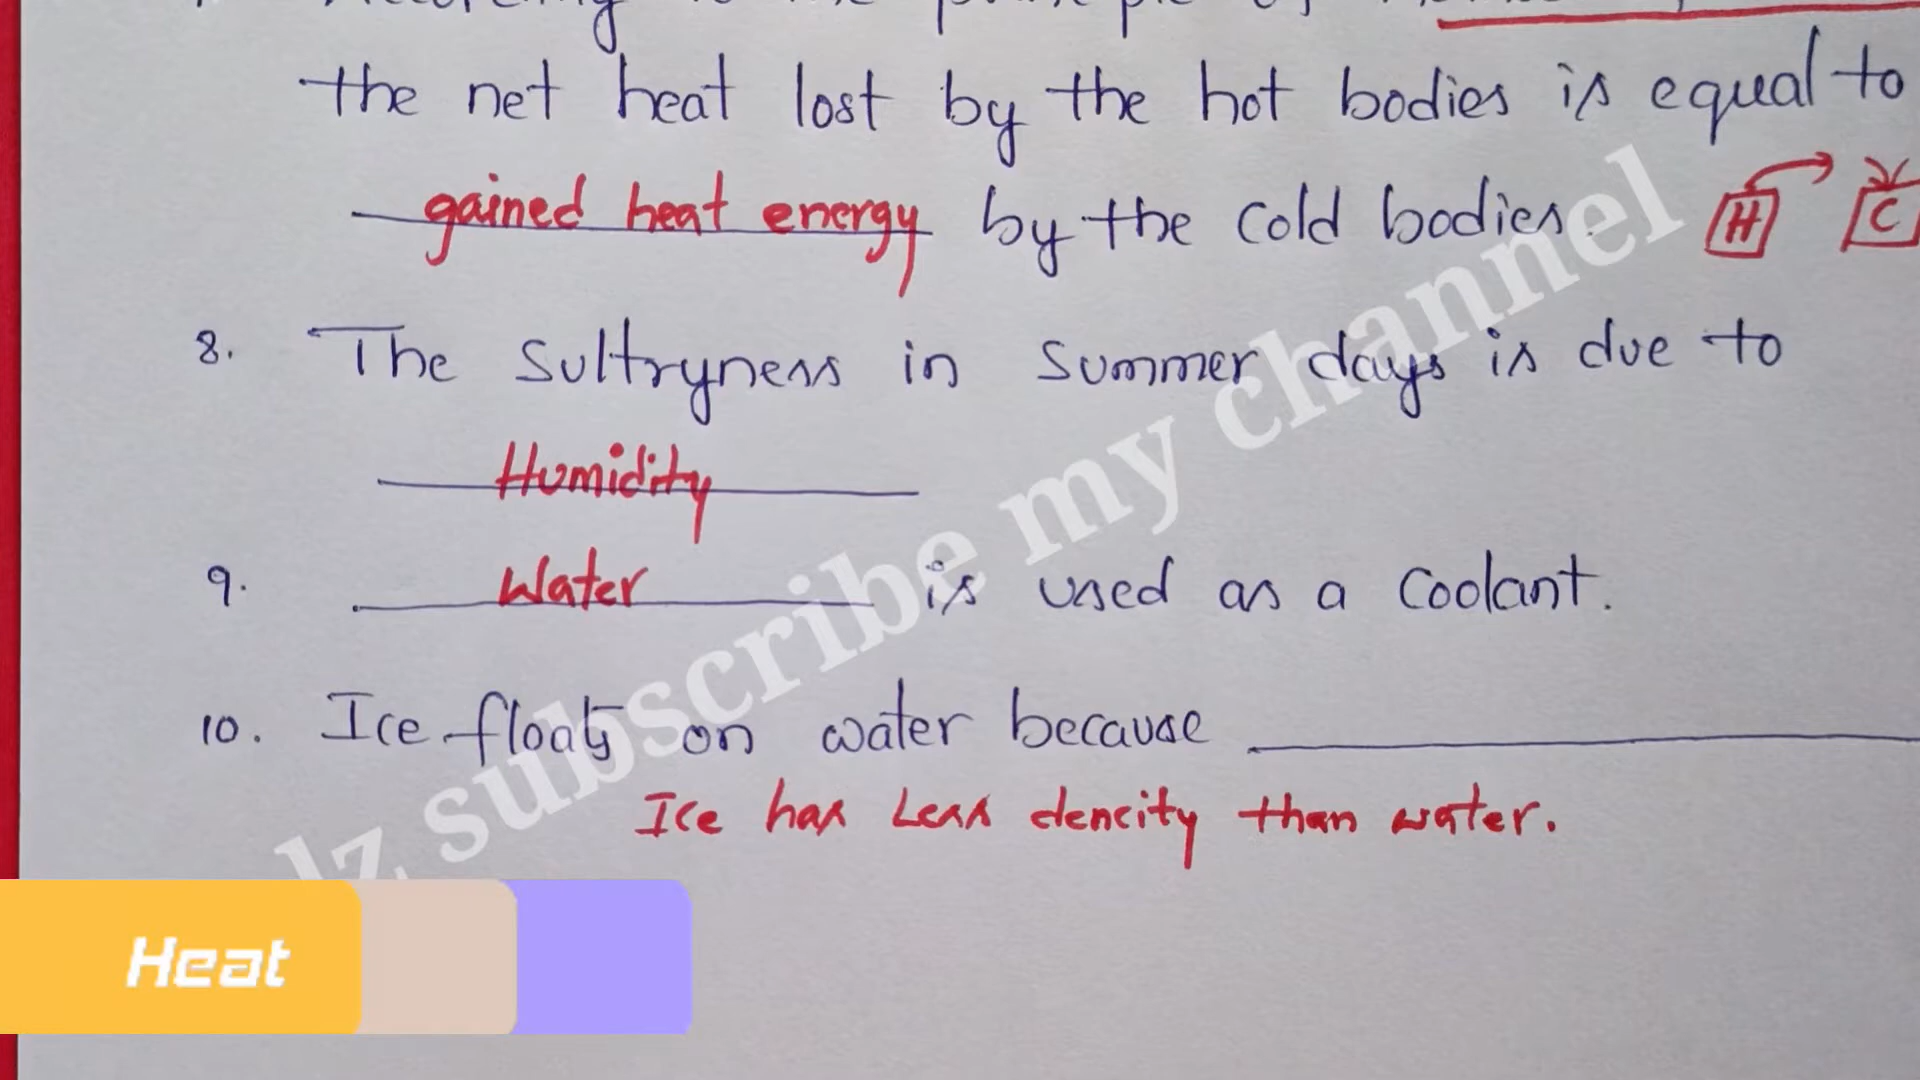 the net heat lost by the hot bodies is equal to
gained heat energy by the cold bodies.
H C
8. The Sultryness in Summer days is due to
Humidity
9. Water is used as a coolant.
10. Ice floats on water because
Ice has Less dencity than water.
lz subscribe my channel
Heat